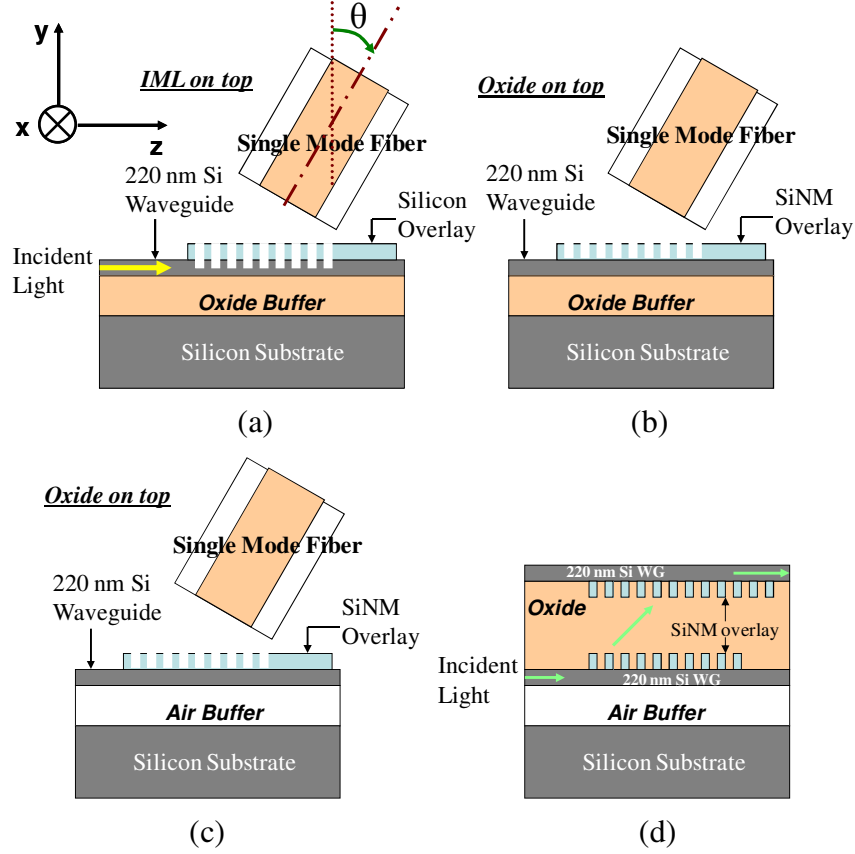 θ
y
x
z
IML on top
Single Mode Fiber
220 nm Si
Waveguide
Silicon
Overlay
Incident
Light
Oxide Buffer
Silicon Substrate
(a)
Oxide on top
Single Mode Fiber
220 nm Si
Waveguide
SiNM
Overlay
Oxide Buffer
Silicon Substrate
(b)
Oxide on top
Single Mode Fiber
220 nm Si
Waveguide
SiNM
Overlay
Air Buffer
Silicon Substrate
(c)
220 nm Si WG
Oxide
SiNM overlay
Incident
Light
220 nm Si WG
Air Buffer
Silicon Substrate
(d)